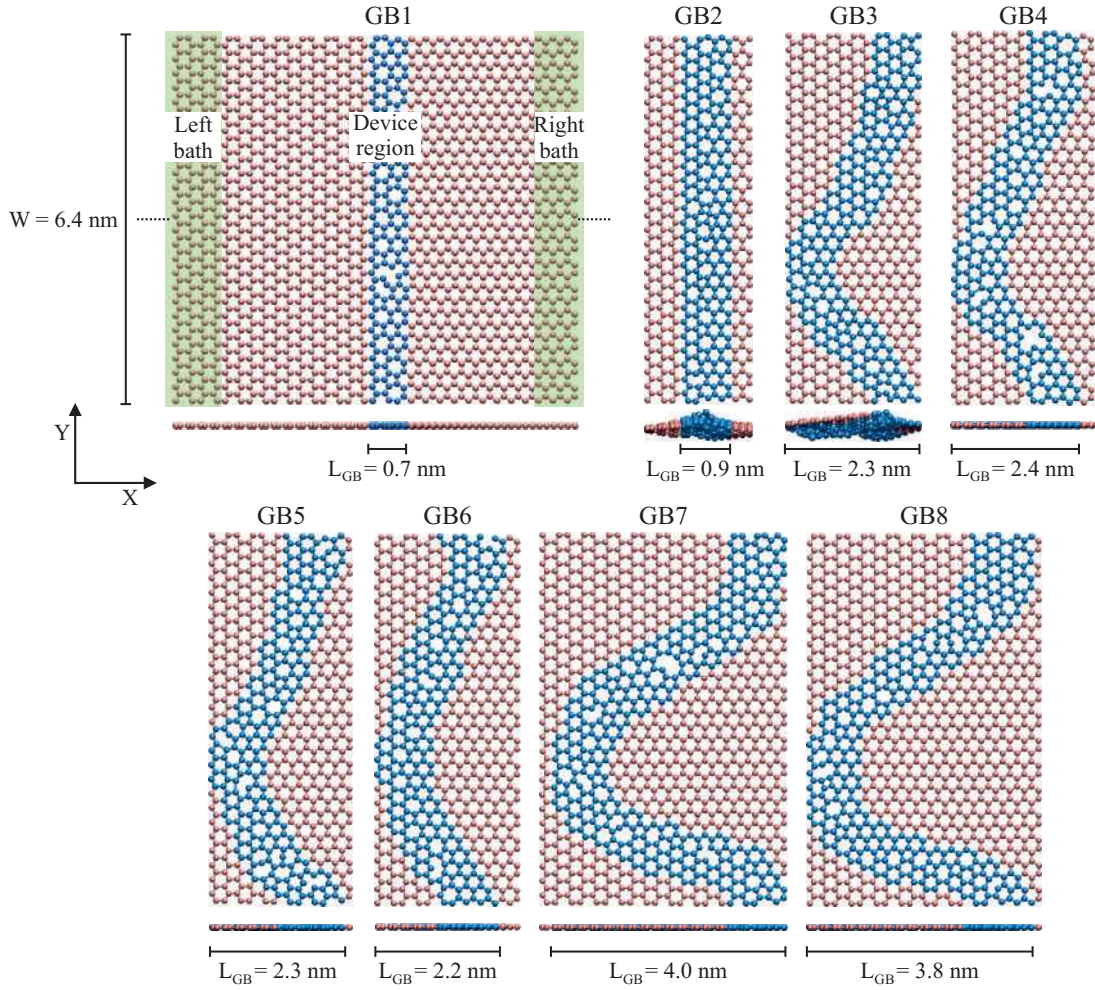 GB1
GB2
GB3
GB4
Left
bath
Device
region
Right
bath
W = 6.4 nm
Y
X
L_GB = 0.7 nm
L_GB = 0.9 nm
L_GB = 2.3 nm
L_GB = 2.4 nm
GB5
GB6
GB7
GB8
L_GB = 2.3 nm
L_GB = 2.2 nm
L_GB = 4.0 nm
L_GB = 3.8 nm